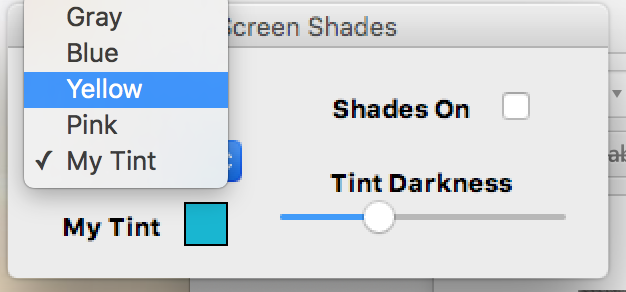 Screen Shades
Gray
Blue
Yellow
Pink
✓ My Tint
Shades On
Tint Darkness
My Tint